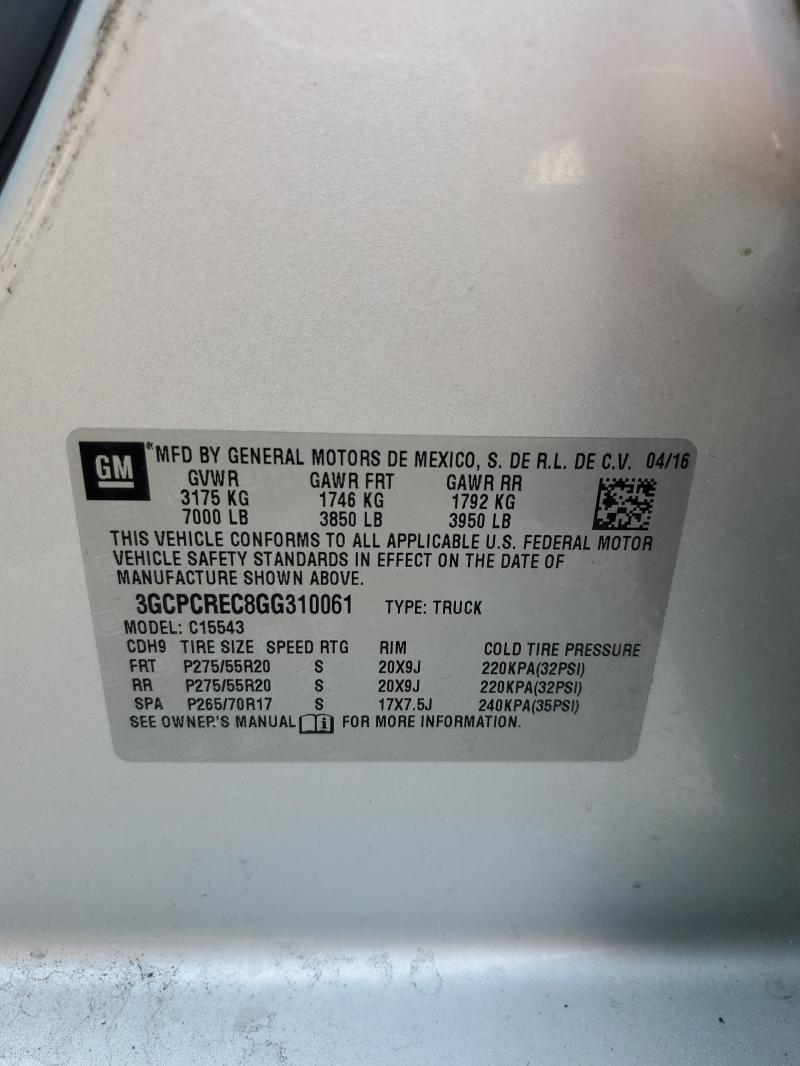 GM ® MFD BY GENERAL MOTORS DE MEXICO, S. DE R.L. DE C.V. 04/16
GVWR GAWR FRT GAWR RR
3175 KG 1746 KG 1792 KG
7000 LB 3850 LB 3950 LB
THIS VEHICLE CONFORMS TO ALL APPLICABLE U.S. FEDERAL MOTOR
VEHICLE SAFETY STANDARDS IN EFFECT ON THE DATE OF
MANUFACTURE SHOWN ABOVE.
3GCPCREC8GG310061 TYPE: TRUCK
MODEL: C15543
CDH9 TIRE SIZE SPEED RTG RIM COLD TIRE PRESSURE
FRT P275/55R20 S 20X9J 220KPA(32PSI)
RR P275/55R20 S 20X9J 220KPA(32PSI)
SPA P265/70R17 S 17X7.5J 240KPA(35PSI)
SEE OWNER'S MANUAL i FOR MORE INFORMATION.